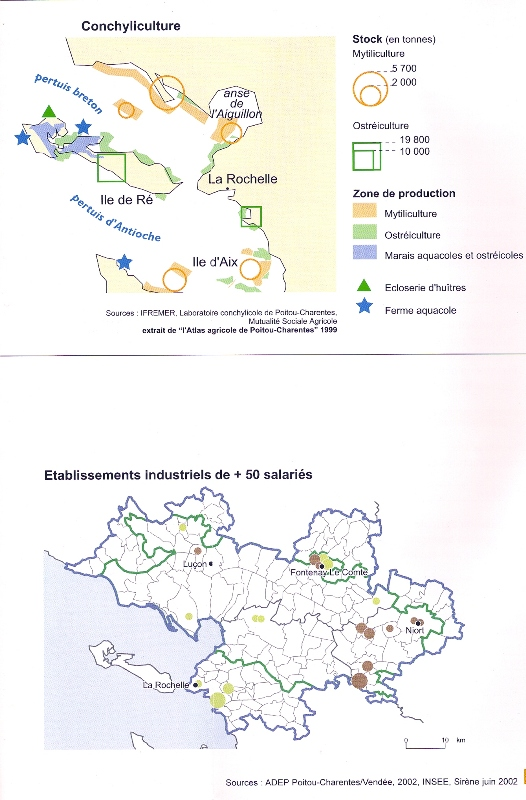 Conchyliculture
pertuis breton
anse
de
l'Aiguillon
La Rochelle
Ile de Ré
pertuis d'Antioche
Ile d'Aix
Stock (en tonnes)
Mytiliculture
5 700
2 000
Ostréiculture
19 800
10 000
Zone de production
Mytiliculture
Ostréiculture
Marais aquacoles et ostréicoles
Ecloserie d'huîtres
Ferme aquacole
Sources : IFREMER, Laboratoire conchylicole de Poitou-Charentes,
Mutualité Sociale Agricole
extrait de "l'Atlas agricole de Poitou-Charentes" 1999
Etablissements industriels de + 50 salariés
Luçon
Fontenay-Le-Comte
Niort
La Rochelle
0 10 km
Sources : ADEP Poitou-Charentes/Vendée, 2002, INSEE, Sirène juin 2002